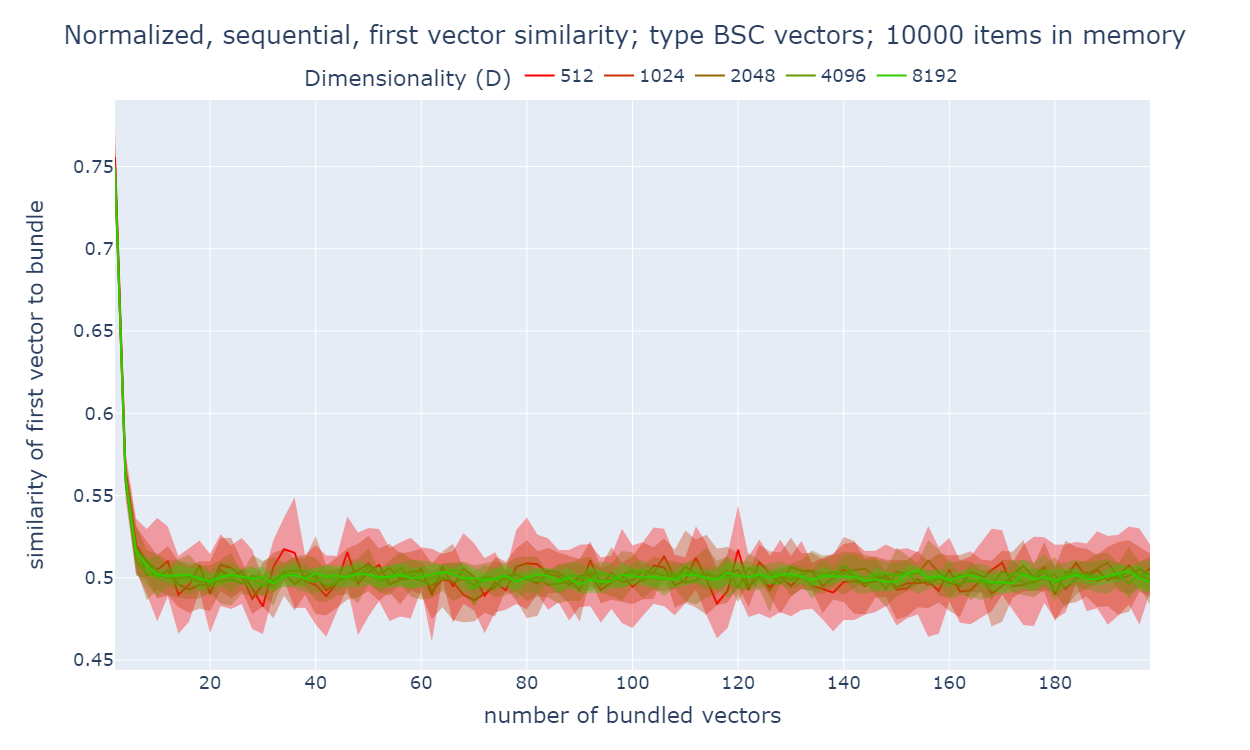 Normalized, sequential, first vector similarity; type BSC vectors; 10000 items in memory
Dimensionality (D) 512 1024 2048 4096 8192
similarity of first vector to bundle
0.75
0.7
0.65
0.6
0.55
0.5
0.45
20 40 60 80 100 120 140 160 180
number of bundled vectors